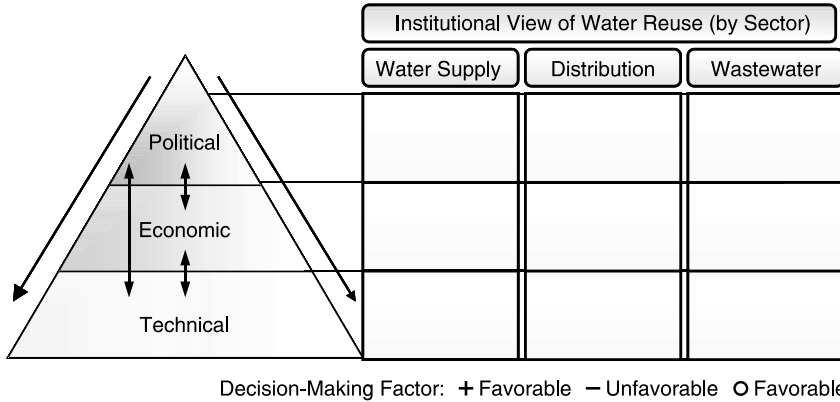 Institutional View of Water Reuse (by Sector)
Water Supply Distribution Wastewater
Political
Economic
Technical
Decision-Making Factor: + Favorable − Unfavorable O Favorable